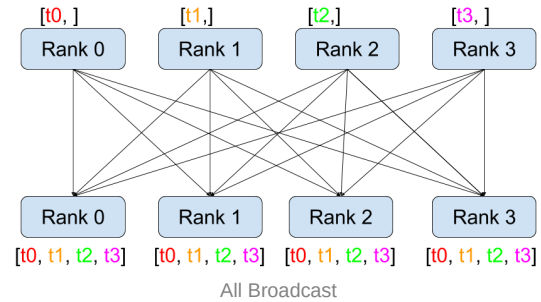 [t0, ] [t1,] [t2,] [t3, ]
Rank 0 Rank 1 Rank 2 Rank 3
Rank 0 Rank 1 Rank 2 Rank 3
[t0, t1, t2, t3] [t0, t1, t2, t3] [t0, t1, t2, t3] [t0, t1, t2, t3]
All Broadcast